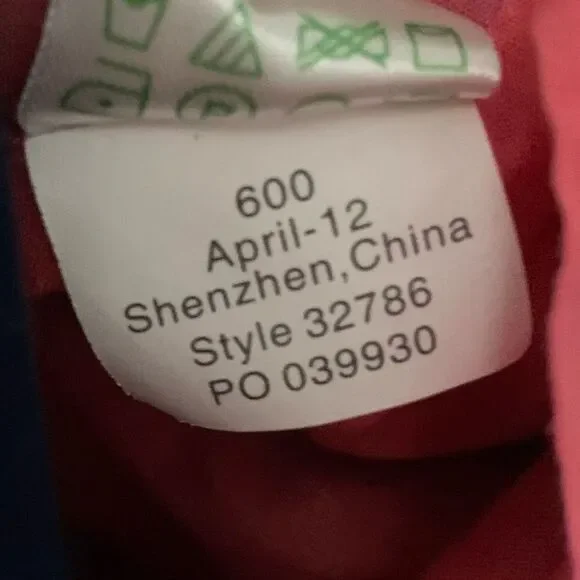 600
April-12
Shenzhen,China
Style 32786
PO 039930